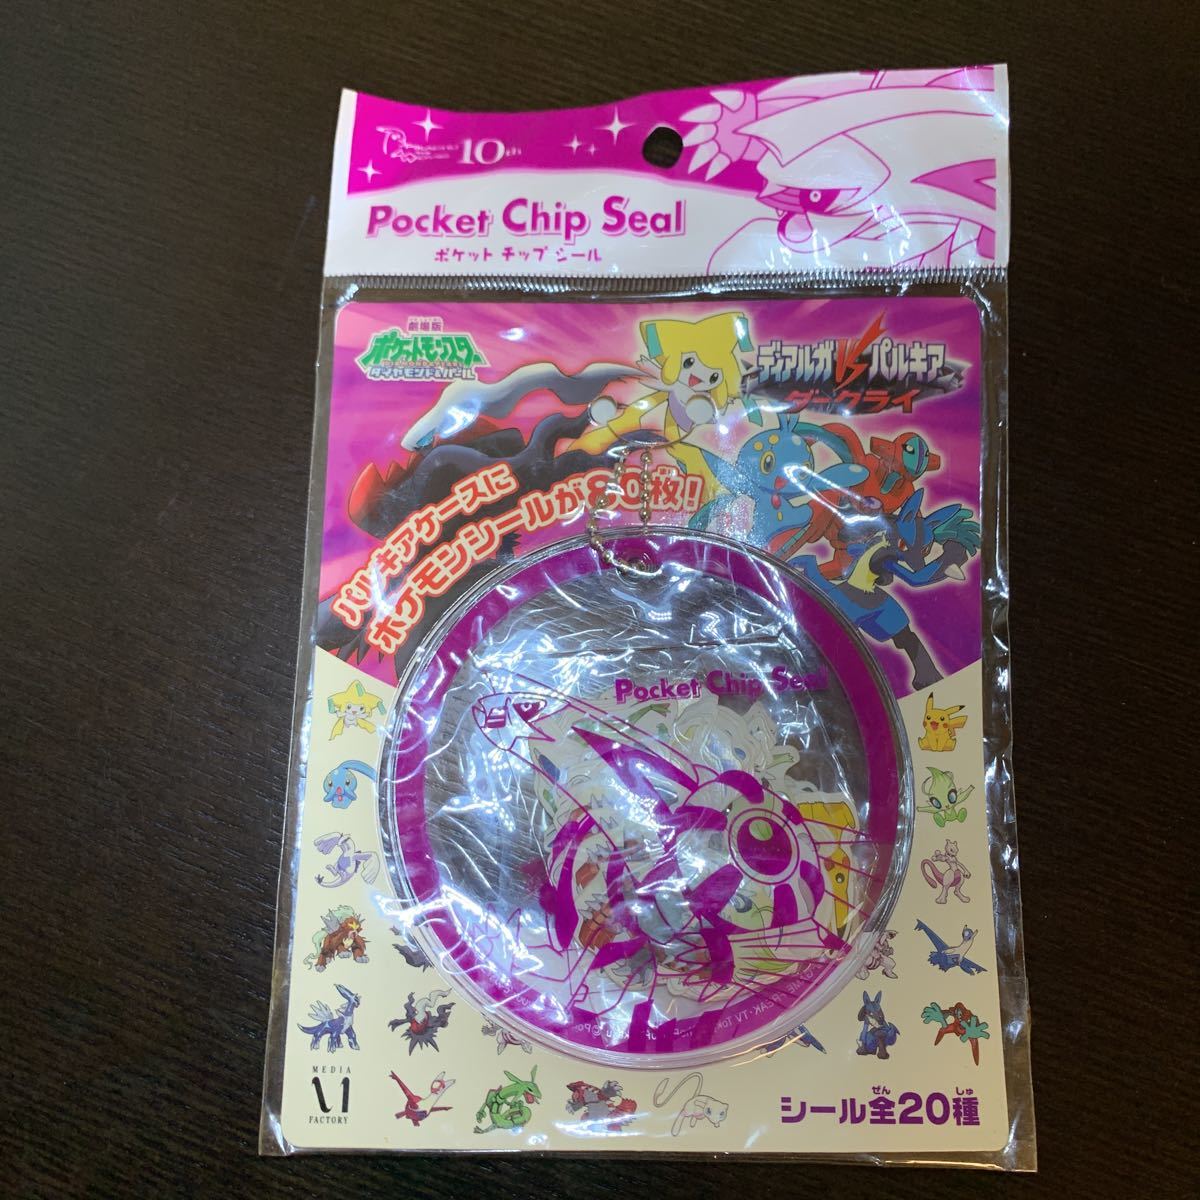 10th
Pocket Chip Seal
ポケット チップ シール
劇場版
ポケットモンスター
ダイヤモンド&パール
ディアルガ VS パルキア
ダークライ
パルキアケースに
ポケモンシールが80枚!
Pocket Chip Seal
MEDIA
FACTORY
ぜん しゅ
シール全20種